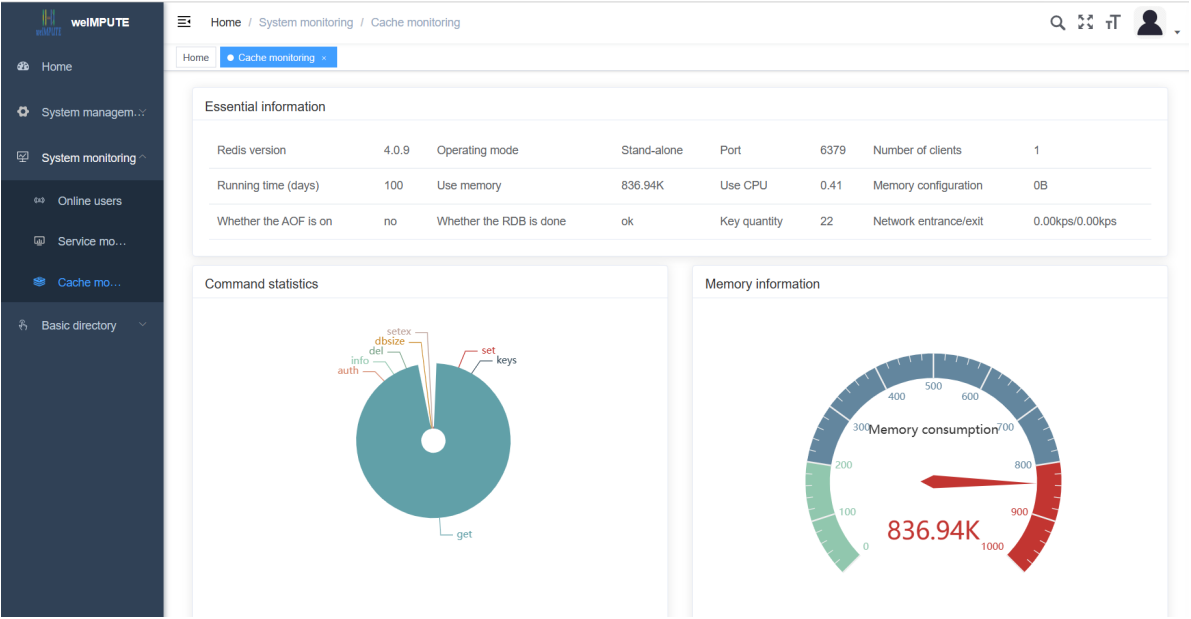 weIMPUTE
weIMPUTE
Home / System monitoring / Cache monitoring
Home
Cache monitoring ×
Home
System managem...
System monitoring
Online users
Service mo...
Cache mo...
Basic directory
Essential information
Redis version 4.0.9 Operating mode Stand-alone Port 6379 Number of clients 1
Running time (days) 100 Use memory 836.94K Use CPU 0.41 Memory configuration 0B
Whether the AOF is on no Whether the RDB is done ok Key quantity 22 Network entrance/exit 0.00kps/0.00kps
Command statistics
setex
dbsize
del
info
auth
set
keys
get
Memory information
0
100
200
300
400
500
600
700
800
900
1000
Memory consumption
836.94K